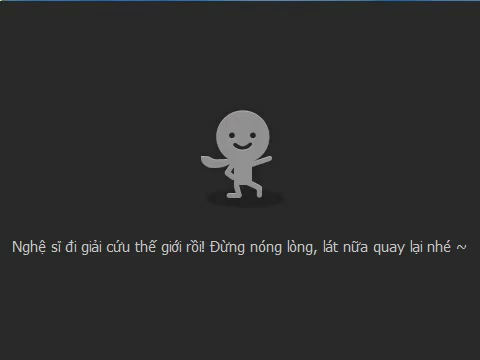 Nghệ sĩ đi giải cứu thế giới rồi! Đừng nóng lòng, lát nữa quay lại nhé ~